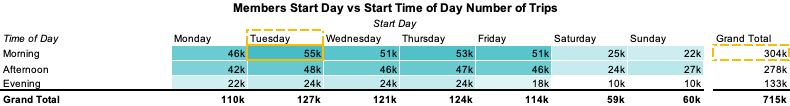 Members Start Day vs Start Time of Day Number of Trips
Start Day
Time of Day Monday Tuesday Wednesday Thursday Friday Saturday Sunday Grand Total
Morning 46k 55k 51k 53k 51k 25k 22k 304k
Afternoon 42k 48k 46k 47k 46k 24k 27k 278k
Evening 22k 24k 24k 24k 18k 10k 10k 133k
Grand Total 110k 127k 121k 124k 114k 59k 60k 715k